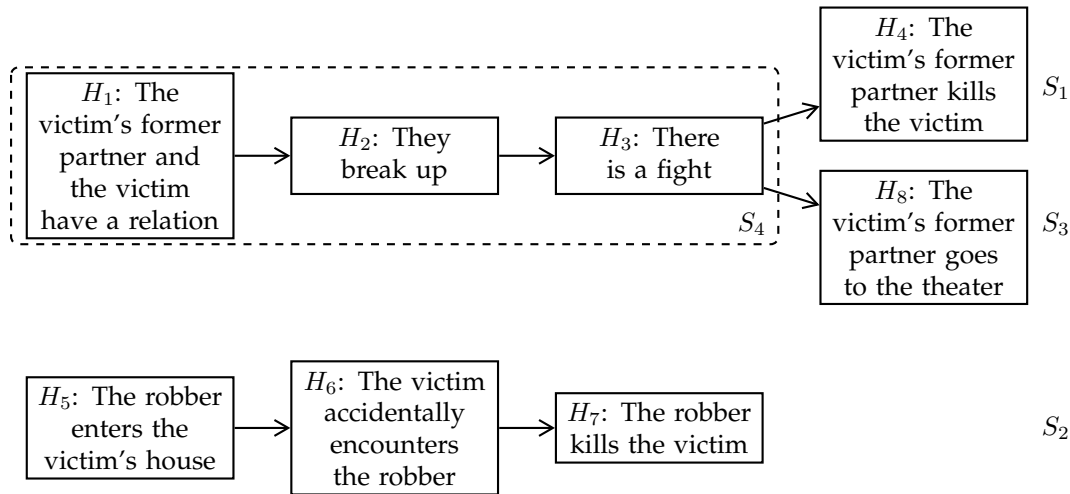 H1: The
victim's former
partner and
the victim
have a relation
H2: They
break up
H3: There
is a fight
S4
H4: The
victim's former
partner kills
the victim
S1
H8: The
victim's former
partner goes
to the theater
S3
H5: The robber
enters the
victim's house
H6: The victim
accidentally
encounters
the robber
H7: The robber
kills the victim
S2